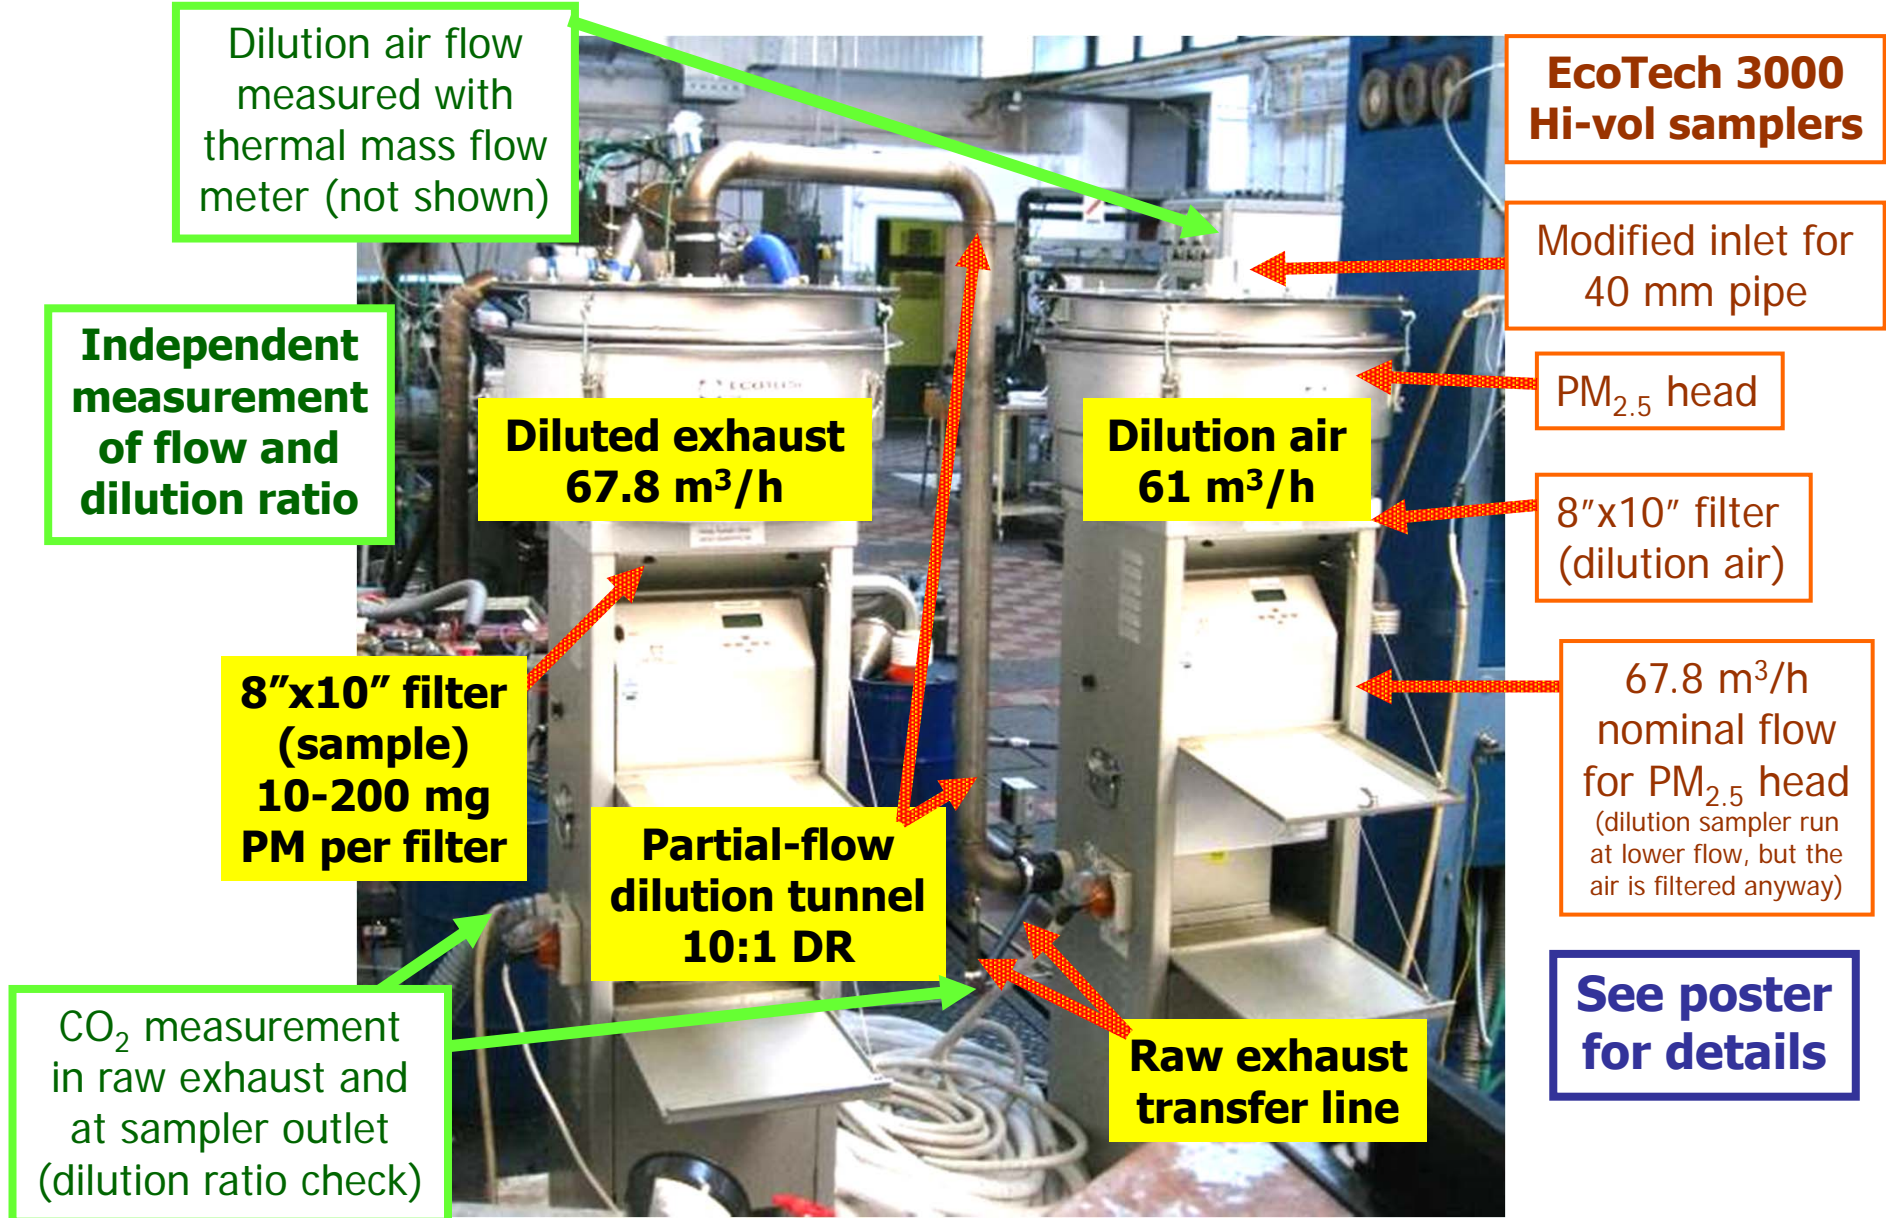 Dilution air flow
measured with
thermal mass flow
meter (not shown)
EcoTech 3000
Hi-vol samplers
Modified inlet for
40 mm pipe
Independent
measurement
of flow and
dilution ratio
PM₂.₅ head
Diluted exhaust
67.8 m³/h
Dilution air
61 m³/h
8″x10″ filter
(dilution air)
8″x10″ filter
(sample)
10-200 mg
PM per filter
67.8 m³/h
nominal flow
for PM₂.₅ head
(dilution sampler run
at lower flow, but the
air is filtered anyway)
Partial-flow
dilution tunnel
10:1 DR
CO₂ measurement
in raw exhaust and
at sampler outlet
(dilution ratio check)
Raw exhaust
transfer line
See poster
for details